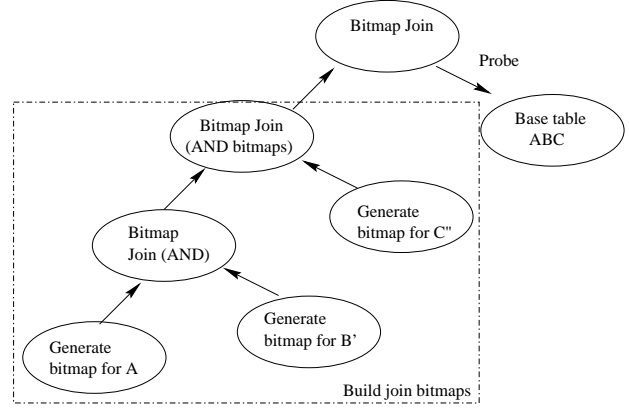 Bitmap Join
Probe
Base table
ABC
Bitmap Join
(AND bitmaps)
Generate
bitmap for C"
Bitmap
Join (AND)
Generate
bitmap for B'
Generate
bitmap for A
Build join bitmaps